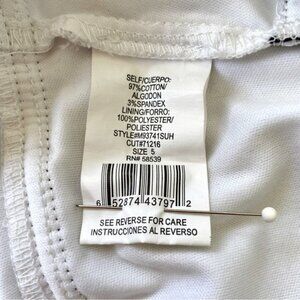 SELF/CUERPO:
97%COTTON/
ALGODON
3%SPANDEX
LINING/FORRO:
100%POLYESTER/
POLIESTER
STYLE#M93741SUH
CUT#71216
SIZE 5
RN# 58539
6 52874 43797 2
SEE REVERSE FOR CARE
INSTRUCCIONES AL REVERSO